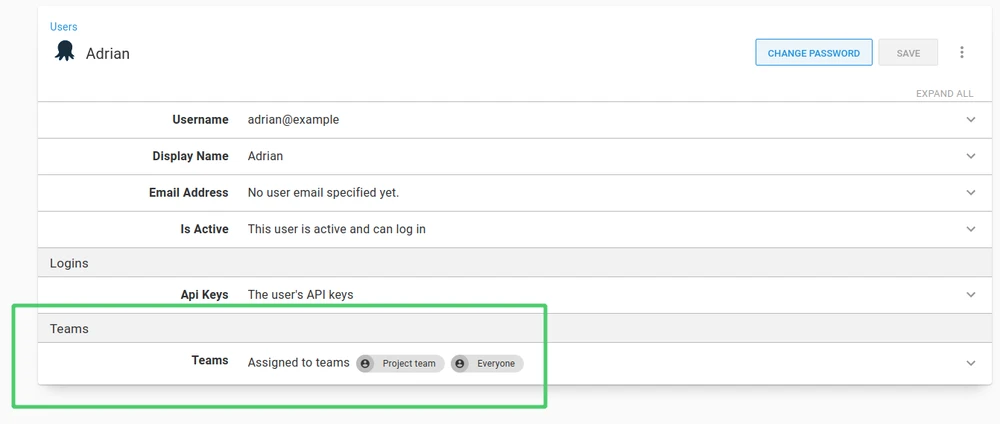 Users
Adrian
CHANGE PASSWORD SAVE
EXPAND ALL
Username adrian@example
Display Name Adrian
Email Address No user email specified yet.
Is Active This user is active and can log in
Logins
Api Keys The user's API keys
Teams
Teams Assigned to teams Project team Everyone